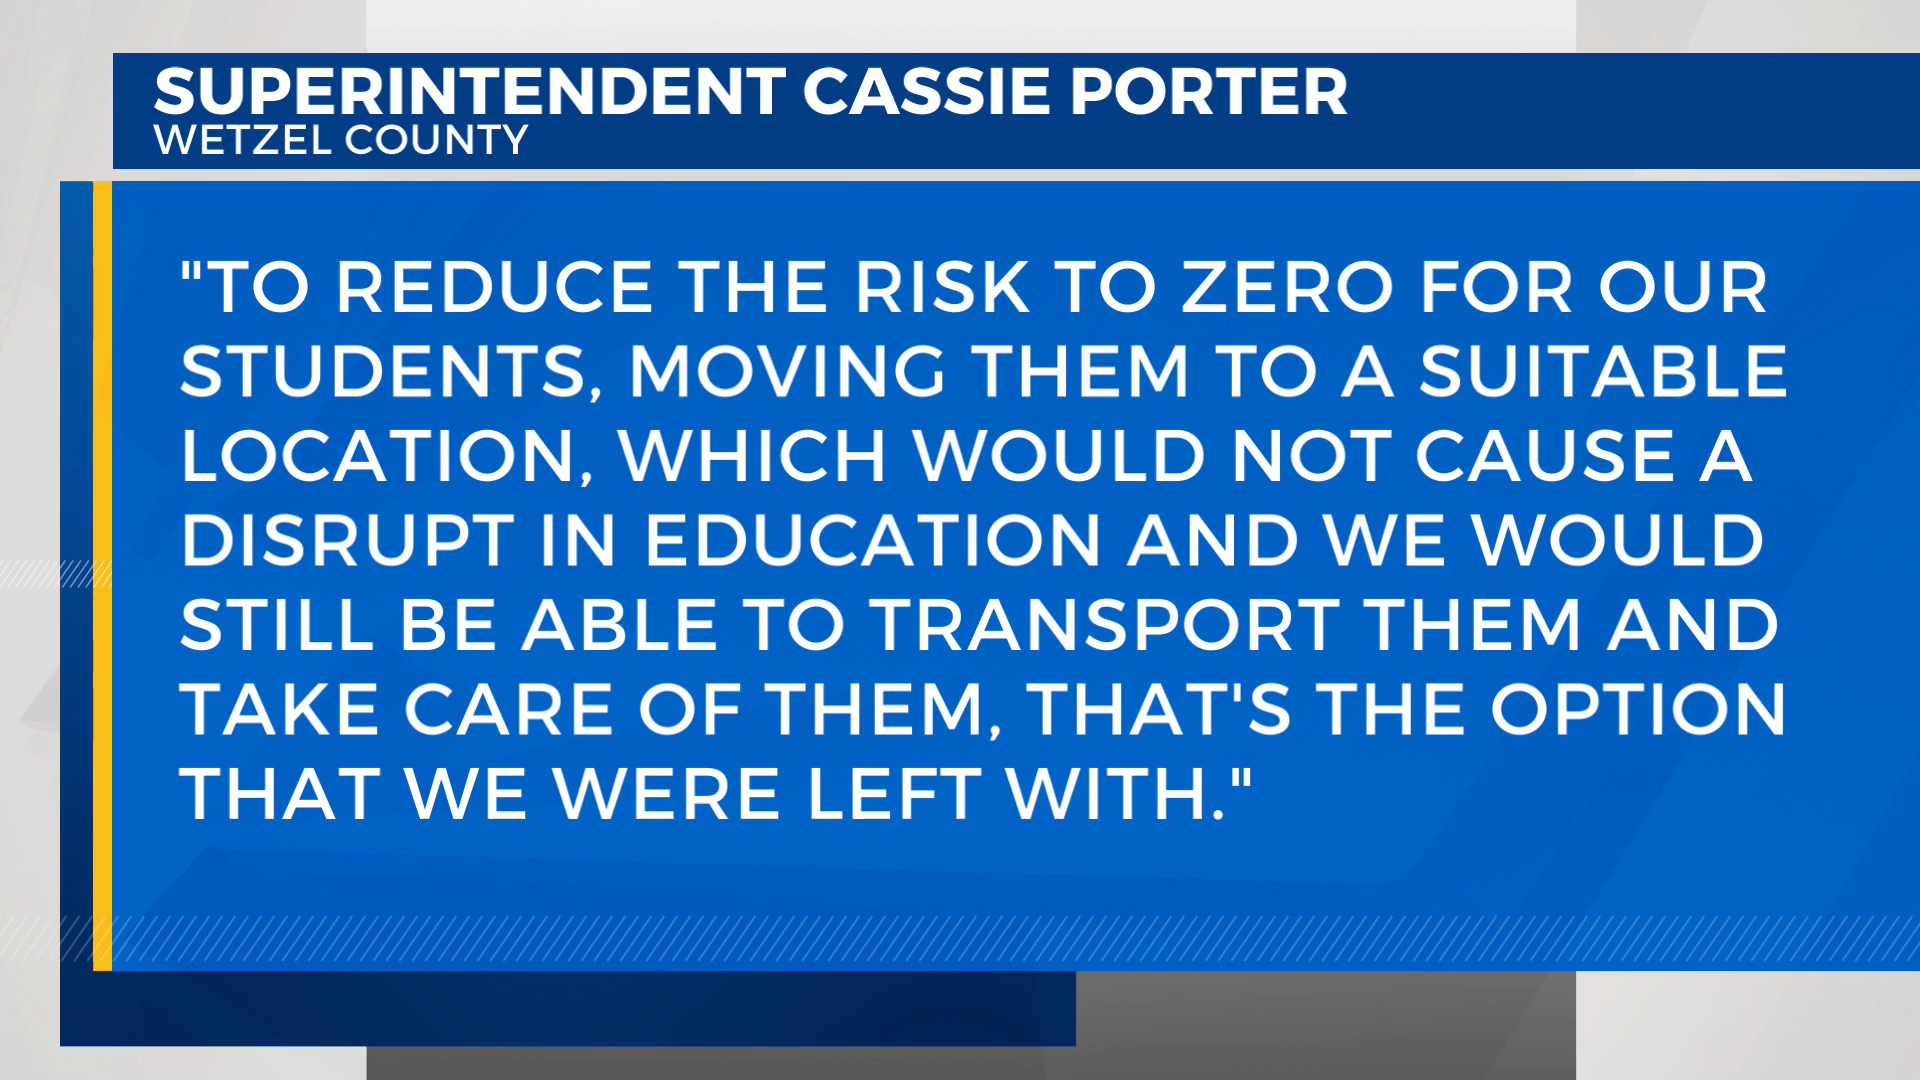 SUPERINTENDENT CASSIE PORTER
WETZEL COUNTY
"TO REDUCE THE RISK TO ZERO FOR OUR
STUDENTS, MOVING THEM TO A SUITABLE
LOCATION, WHICH WOULD NOT CAUSE A
DISRUPT IN EDUCATION AND WE WOULD
STILL BE ABLE TO TRANSPORT THEM AND
TAKE CARE OF THEM, THAT'S THE OPTION
THAT WE WERE LEFT WITH."